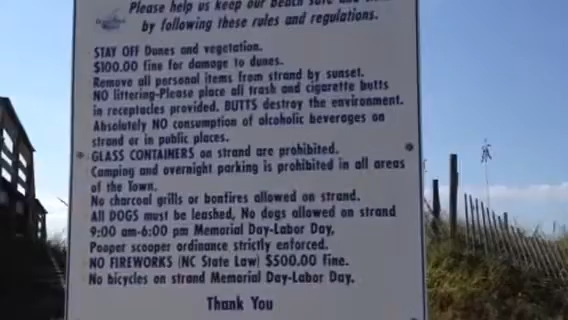 Please help us keep our beach safe and
by following these rules and regulations.
STAY OFF Dunes and vegetation.
$100.00 fine for damage to dunes.
Remove all personal items from strand by sunset.
NO littering-Please place all trash and cigarette butts
in receptacles provided. BUTTS destroy the environment.
Absolutely NO consumption of alcoholic beverages on
strand or in public places.
GLASS CONTAINERS on strand are prohibited.
Camping and overnight parking is prohibited in all areas
of the Town.
No charcoal grills or bonfires allowed on strand.
All DOGS must be leashed, No dogs allowed on strand
9:00 am-6:00 pm Memorial Day-Labor Day.
Pooper scooper ordinance strictly enforced.
NO FIREWORKS (NC State Law) $500.00 Fine.
No bicycles on strand Memorial Day-Labor Day.
Thank You